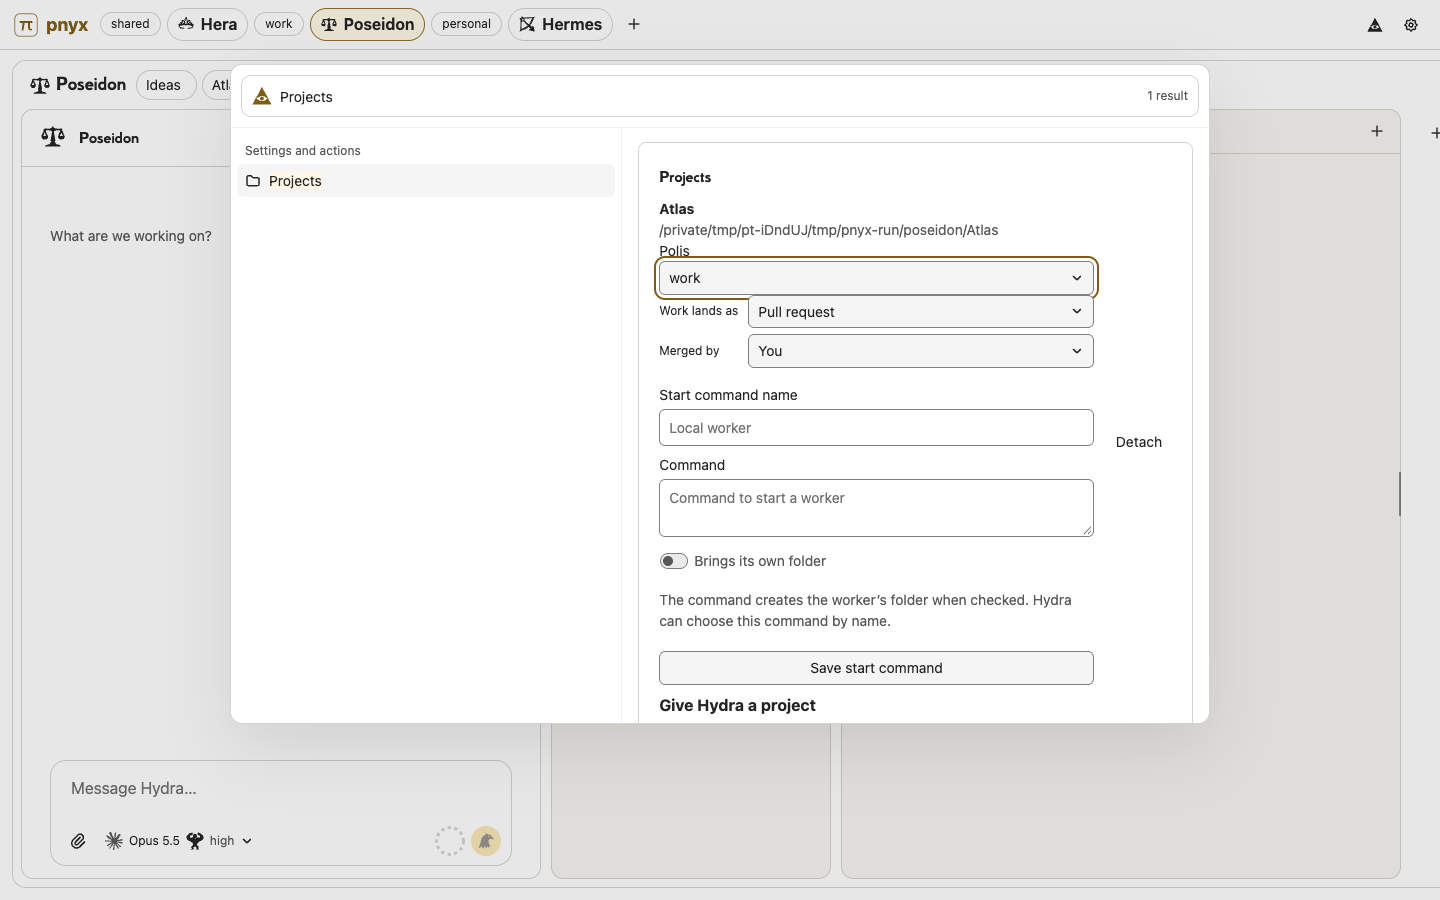 π pnyx shared Hera work Poseidon personal Hermes +
Poseidon Ideas Atl
Projects 1 result
Poseidon
Settings and actions
Projects
What are we working on?
Projects
Atlas
/private/tmp/pt-iDndUJ/tmp/pnyx-run/poseidon/Atlas
Polis
work
Work lands as Pull request
Merged by You
Start command name
Local worker
Detach
Command
Command to start a worker
Brings its own folder
The command creates the worker’s folder when checked. Hydra
can choose this command by name.
Save start command
Give Hydra a project
Message Hydra...
Opus 5.5 high